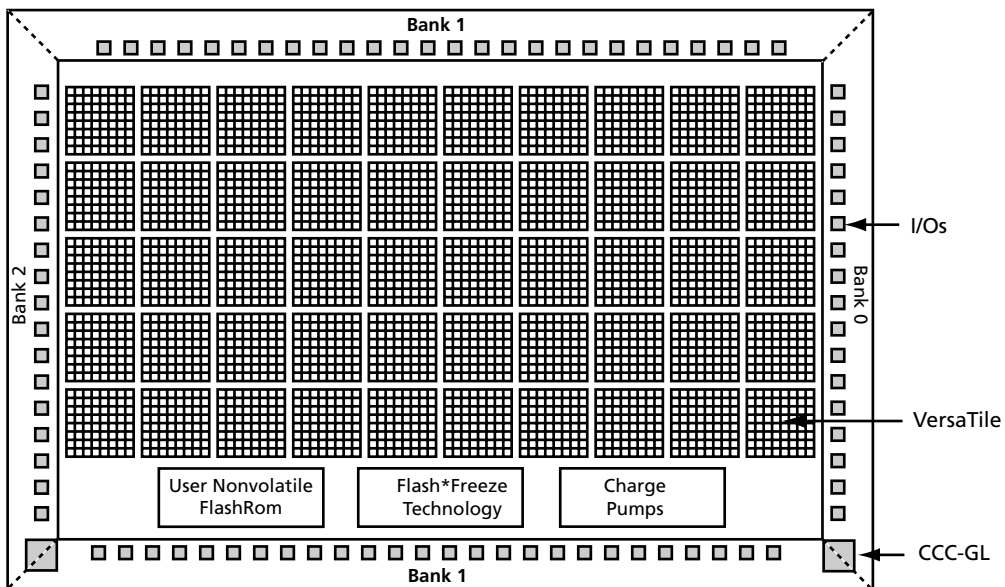 Bank 1
I/Os
Bank 2
Bank 0
VersaTile
User Nonvolatile
FlashRom
Flash*Freeze
Technology
Charge
Pumps
CCC-GL
Bank 1